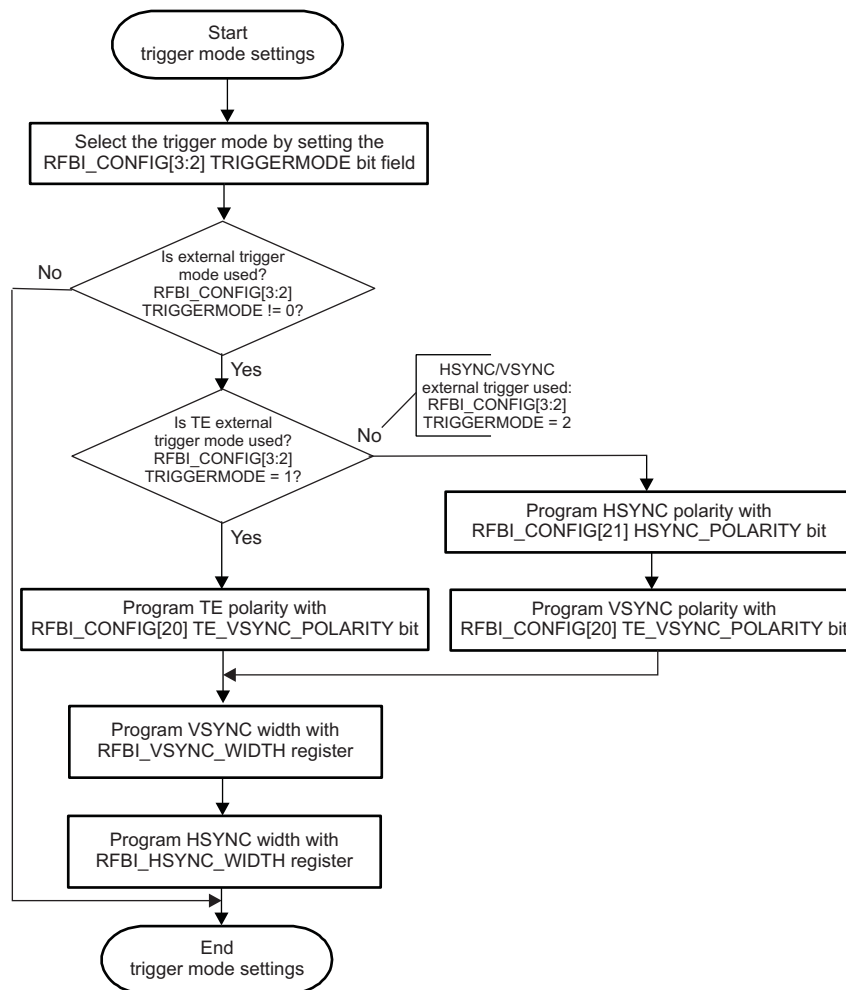 Start
trigger mode settings
Select the trigger mode by setting the
RFBI_CONFIG[3:2] TRIGGERMODE bit field
Is external trigger
mode used?
RFBI_CONFIG[3:2]
TRIGGERMODE != 0?
No
Yes
HSYNC/VSYNC
external trigger used:
RFBI_CONFIG[3:2]
TRIGGERMODE = 2
Is TE external
trigger mode used?
RFBI_CONFIG[3:2]
TRIGGERMODE = 1?
No
Yes
Program HSYNC polarity with
RFBI_CONFIG[21] HSYNC_POLARITY bit
Program TE polarity with
RFBI_CONFIG[20] TE_VSYNC_POLARITY bit
Program VSYNC polarity with
RFBI_CONFIG[20] TE_VSYNC_POLARITY bit
Program VSYNC width with
RFBI_VSYNC_WIDTH register
Program HSYNC width with
RFBI_HSYNC_WIDTH register
End
trigger mode settings